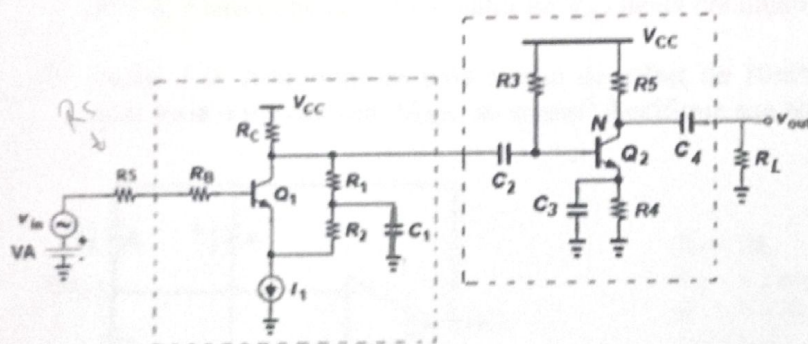 VCC
R3
R5
RS
VCC
N
vout
RC
Q2
C4
C2
RL
RS
RB
Q1
R1
C3
R4
R2
C1
vin
VA
+
I1